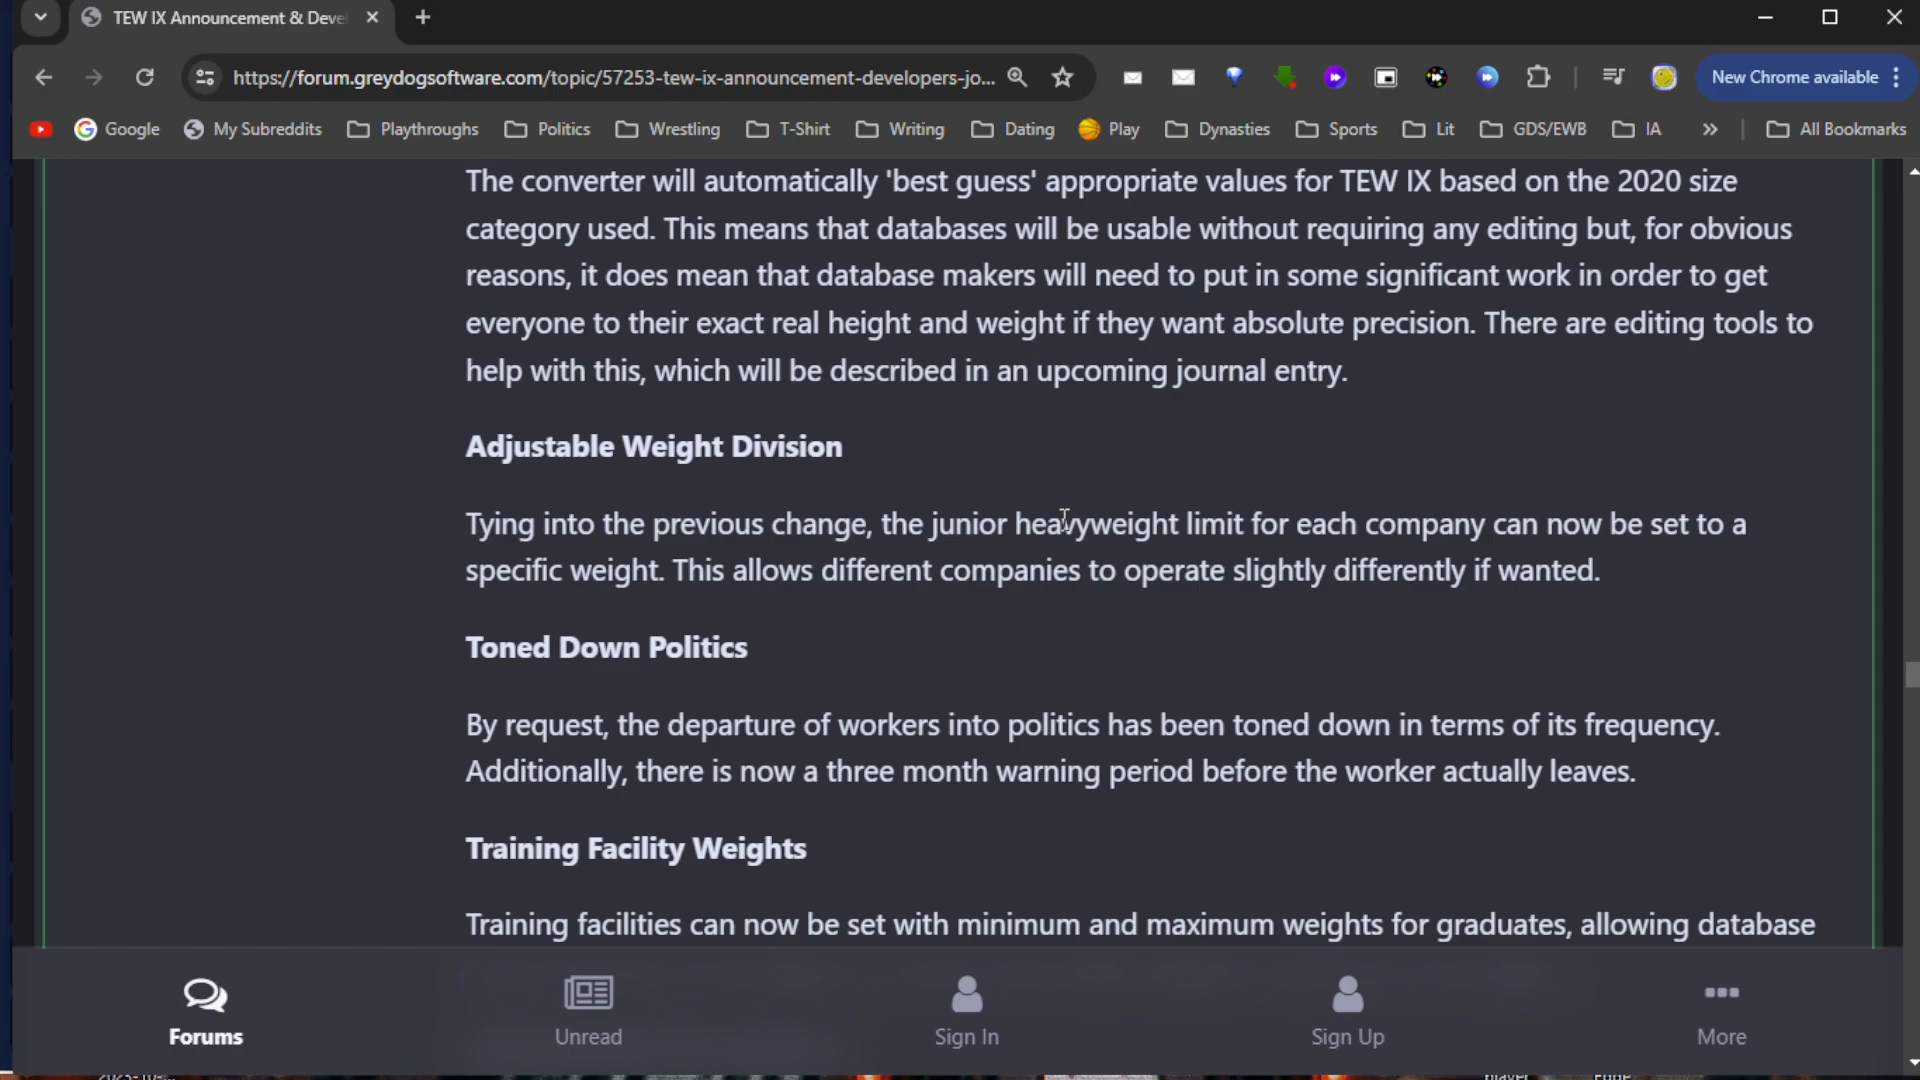 TEW IX Announcement & Devel
https://forum.greydogsoftware.com/topic/57253-tew-ix-announcement-developers-jo...
New Chrome available
Google
My Subreddits
Playthroughs
Politics
Wrestling
T-Shirt
Writing
Dating
Play
Dynasties
Sports
Lit
GDS/EWB
IA
»
All Bookmarks
The converter will automatically 'best guess' appropriate values for TEW IX based on the 2020 size
category used. This means that databases will be usable without requiring any editing but, for obvious
reasons, it does mean that database makers will need to put in some significant work in order to get
everyone to their exact real height and weight if they want absolute precision. There are editing tools to
help with this, which will be described in an upcoming journal entry.
Adjustable Weight Division
Tying into the previous change, the junior heavyweight limit for each company can now be set to a
specific weight. This allows different companies to operate slightly differently if wanted.
Toned Down Politics
By request, the departure of workers into politics has been toned down in terms of its frequency.
Additionally, there is now a three month warning period before the worker actually leaves.
Training Facility Weights
Training facilities can now be set with minimum and maximum weights for graduates, allowing database
Forums
Unread
Sign In
Sign Up
More